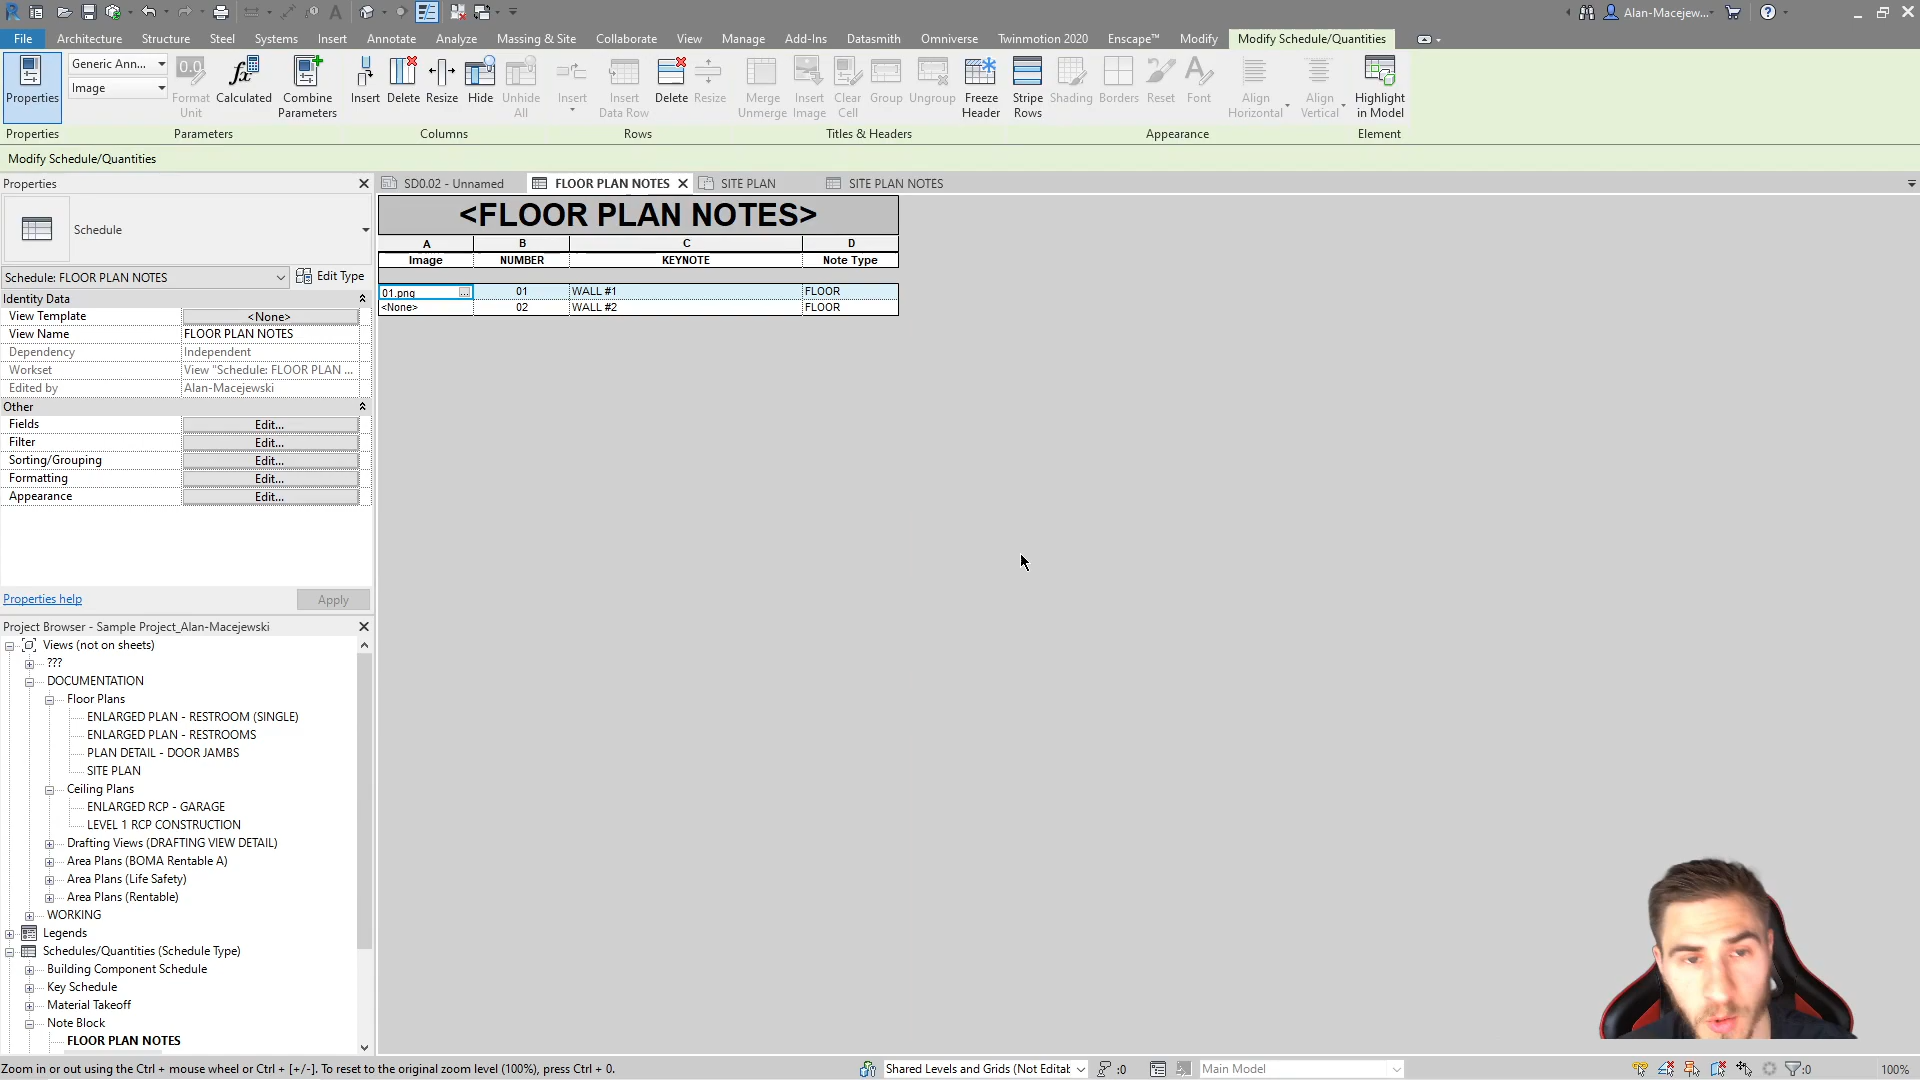 Alan-Macejew...
File Architecture Structure Steel Systems Insert Annotate Analyze Massing & Site Collaborate View Manage Add-Ins Datasmith Omniverse Twinmotion 2020 Enscape™ Modify Modify Schedule/Quantities
Properties
Generic Ann...
Image
Format Unit
Calculated
Combine Parameters
Insert
Delete
Resize
Hide
Unhide All
Insert
Insert Data Row
Delete
Resize
Merge Unmerge
Insert Image
Clear Cell
Group
Ungroup
Freeze Header
Stripe Rows
Shading
Borders
Reset
Font
Align Horizontal
Align Vertical
Highlight in Model
Properties Parameters Columns Rows Titles & Headers Appearance Element
Modify Schedule/Quantities
Properties
SD0.02 - Unnamed FLOOR PLAN NOTES SITE PLAN SITE PLAN NOTES
Schedule
Schedule: FLOOR PLAN NOTES Edit Type
Identity Data
View Template <None>
View Name FLOOR PLAN NOTES
Dependency Independent
Workset View "Schedule: FLOOR PLAN ...
Edited by Alan-Macejewski
Other
Fields Edit...
Filter Edit...
Sorting/Grouping Edit...
Formatting Edit...
Appearance Edit...
Properties help Apply
<FLOOR PLAN NOTES>
A B C D
Image NUMBER KEYNOTE Note Type
01.png ... 01 WALL #1 FLOOR
<None> 02 WALL #2 FLOOR
Project Browser - Sample Project_Alan-Macejewski
Views (not on sheets)
???
DOCUMENTATION
Floor Plans
ENLARGED PLAN - RESTROOM (SINGLE)
ENLARGED PLAN - RESTROOMS
PLAN DETAIL - DOOR JAMBS
SITE PLAN
Ceiling Plans
ENLARGED RCP - GARAGE
LEVEL 1 RCP CONSTRUCTION
Drafting Views (DRAFTING VIEW DETAIL)
Area Plans (BOMA Rentable A)
Area Plans (Life Safety)
Area Plans (Rentable)
WORKING
Legends
Schedules/Quantities (Schedule Type)
Building Component Schedule
Key Schedule
Material Takeoff
Note Block
FLOOR PLAN NOTES
Zoom in or out using the Ctrl + mouse wheel or Ctrl + [+/-]. To reset to the original zoom level (100%), press Ctrl + 0.
Shared Levels and Grids (Not Editab
:0
Main Model
:0
100%